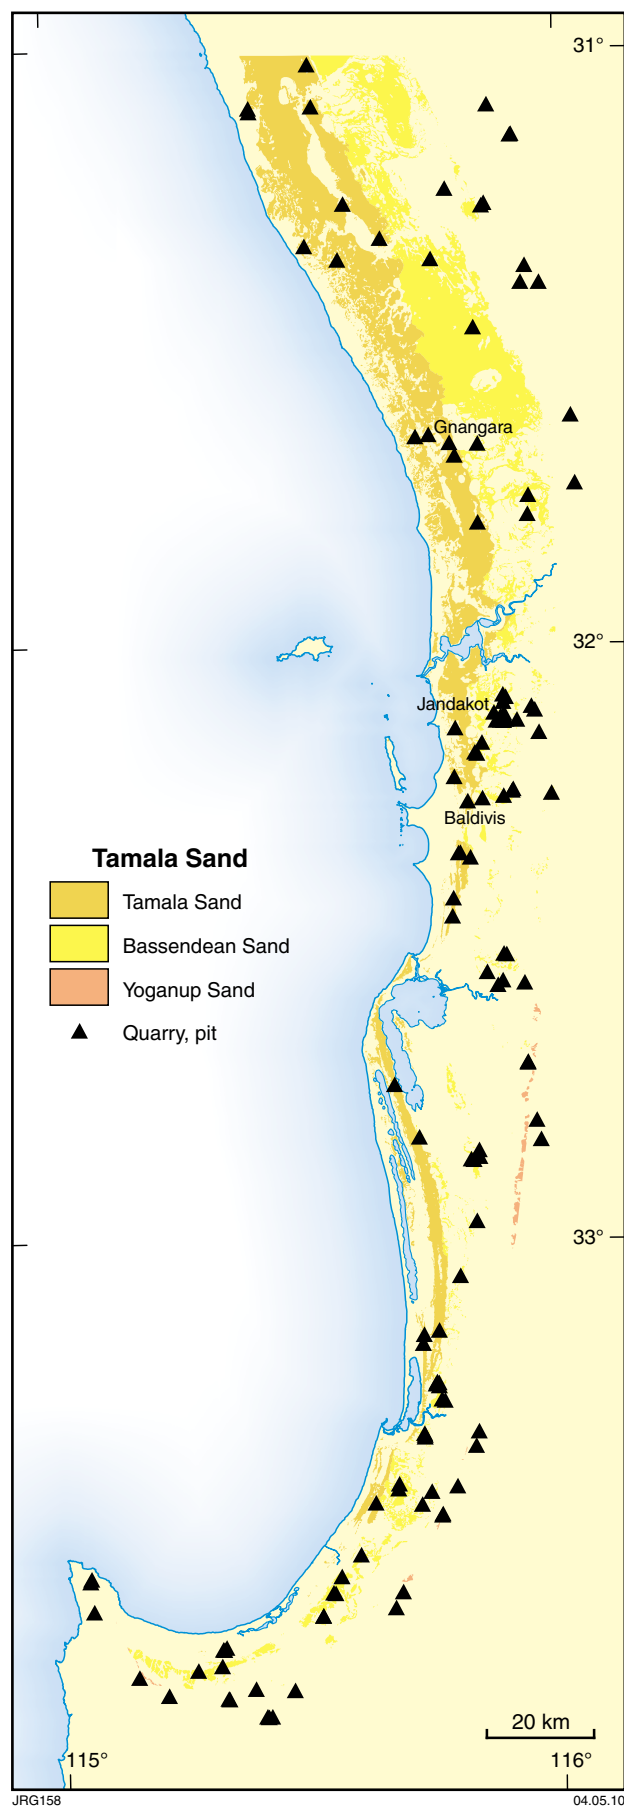 31°
Gnangara
32°
Jandakot
Baldivis
Tamala Sand
Tamala Sand
Bassendean Sand
Yoganup Sand
Quarry, pit
33°
20 km
115°
116°
JRG158
04.05.10